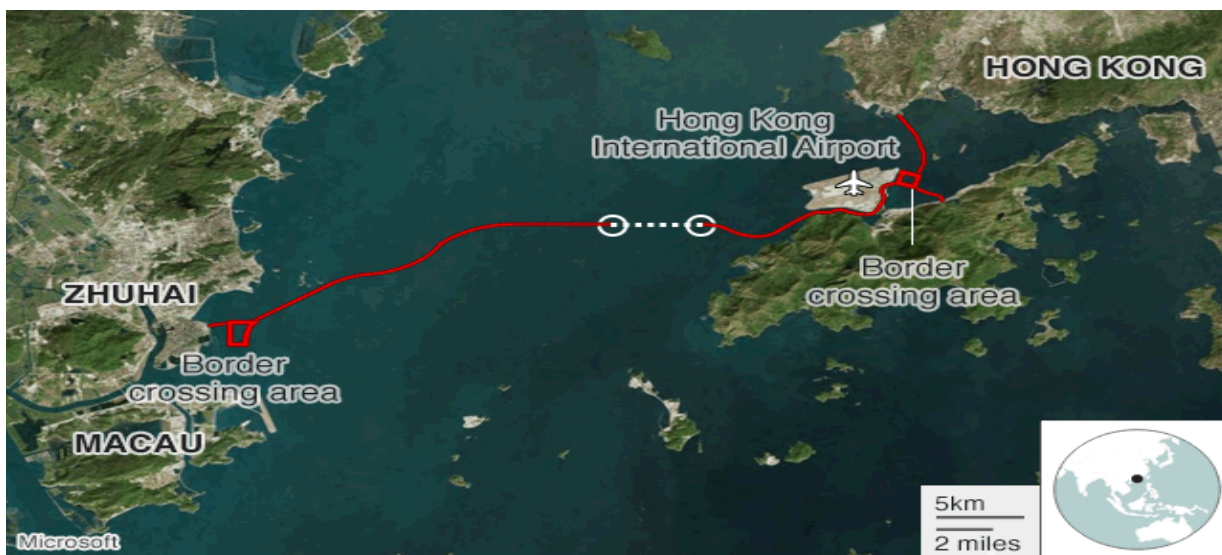 HONG KONG
Hong Kong
International Airport
Border
crossing area
ZHUHAI
Border
crossing area
MACAU
5km
2 miles
Microsoft